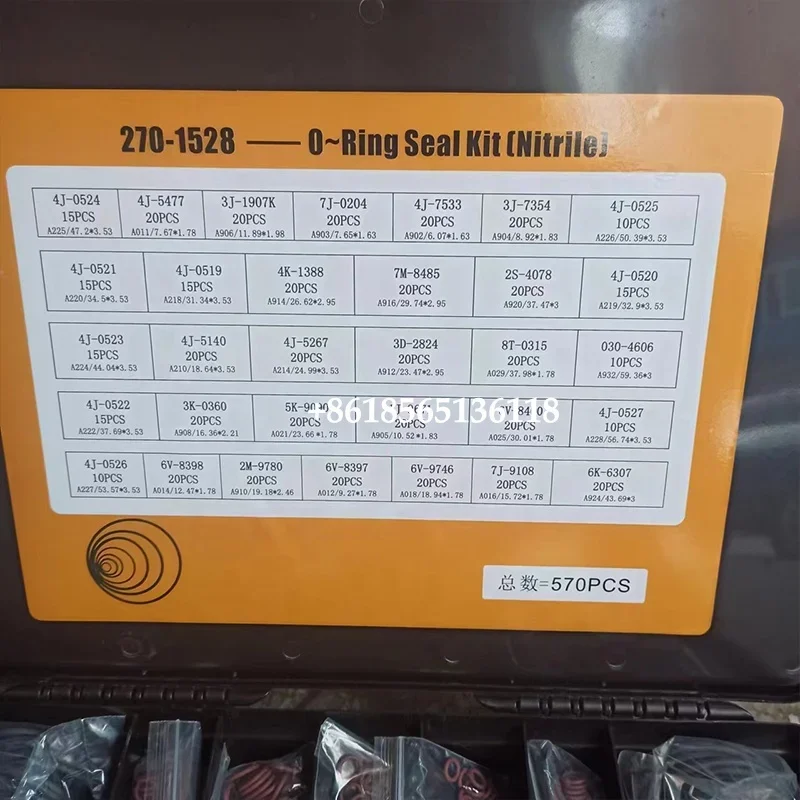 270-1528 —— O~Ring Seal Kit (Nitrile)
4J-0524 4J-5477 3J-1907K 7J-0204 4J-7533 3J-7354 4J-0525
15PCS 20PCS 20PCS 20PCS 20PCS 20PCS 10PCS
A225/47.2*3.53 A011/7.67*1.78 A906/11.89*1.98 A903/7.65*1.63 A902/6.07*1.63 A904/8.92*1.83 A226/50.39*3.53
4J-0521 4J-0519 4K-1388 7M-8485 2S-4078 4J-0520
15PCS 15PCS 20PCS 20PCS 20PCS 15PCS
A220/34.5*3.53 A218/31.34*3.53 A914/26.62*2.95 A916/29.74*2.95 A920/37.47*3 A219/32.9*3.53
4J-0523 4J-5140 4J-5267 3D-2824 8T-0315 030-4606
15PCS 20PCS 20PCS 20PCS 20PCS 10PCS
A224/44.04*3.53 A210/18.64*3.53 A214/24.99*3.53 A912/23.47*2.95 A029/37.98*1.78 A932/59.36*3
4J-0522 3K-0360 4J-0527
+8618565136118
15PCS 20PCS 20PCS 20PCS 20PCS 10PCS
A222/37.69*3.53 A908/16.36*2.21 A021/23.66*1.78 A905/10.52*1.83 A025/30.01*1.78 A228/56.74*3.53
4J-0526 6V-8398 2M-9780 6V-8397 6V-9746 7J-9108 6K-6307
10PCS 20PCS 20PCS 20PCS 20PCS 20PCS 20PCS
A227/53.57*3.53 A014/12.47*1.78 A910/19.18*2.46 A012/9.27*1.78 A018/18.94*1.78 A016/15.72*1.78 A924/43.69*3
总数=570PCS